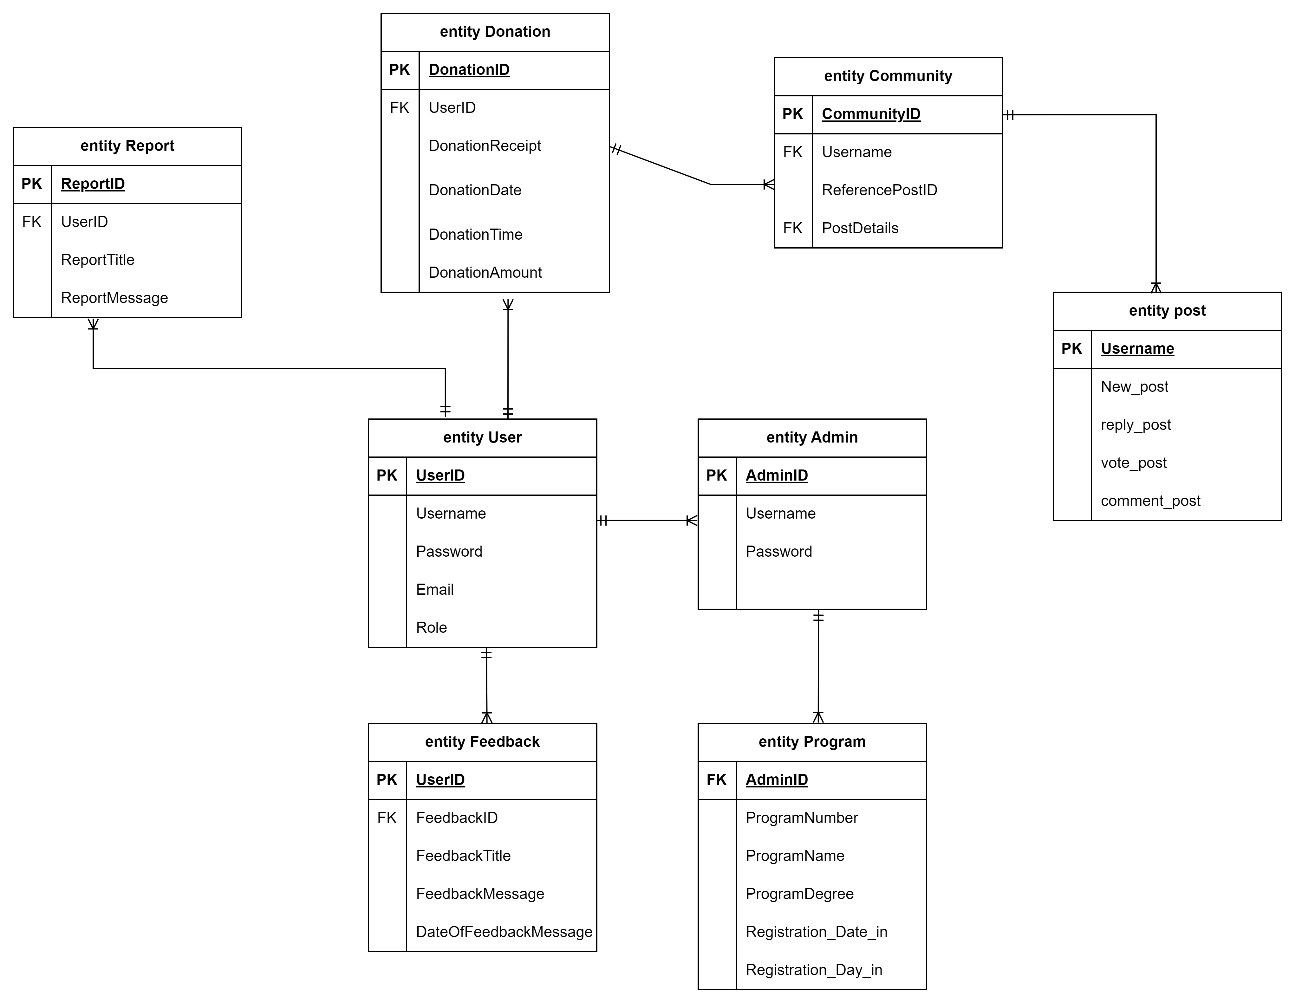 entity Donation
PK DonationID
FK UserID
DonationReceipt
DonationDate
DonationTime
DonationAmount
entity Community
PK CommunityID
FK Username
ReferencePostID
FK PostDetails
entity Report
PK ReportID
FK UserID
ReportTitle
ReportMessage
entity post
PK Username
New_post
reply_post
vote_post
comment_post
entity User
PK UserID
Username
Password
Email
Role
entity Admin
PK AdminID
Username
Password
entity Feedback
PK UserID
FK FeedbackID
FeedbackTitle
FeedbackMessage
DateOfFeedbackMessage
entity Program
FK AdminID
ProgramNumber
ProgramName
ProgramDegree
Registration_Date_in
Registration_Day_in